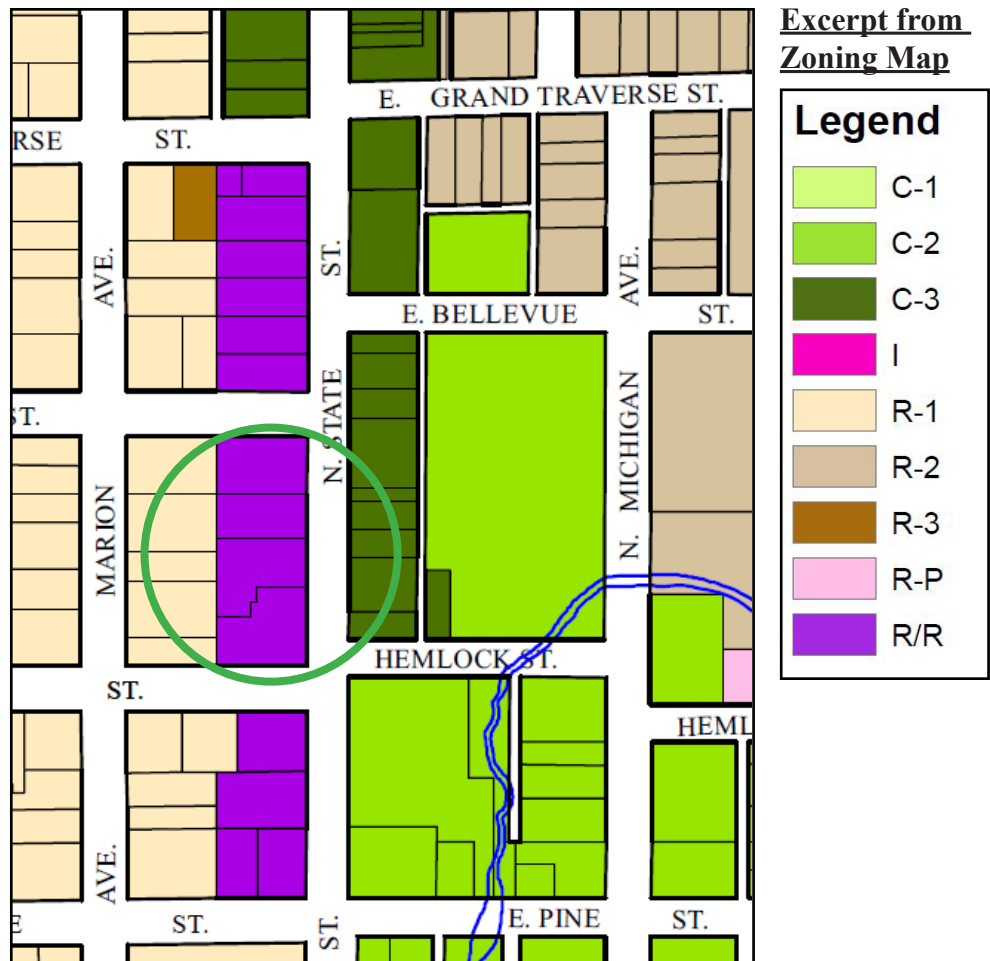 Excerpt from
Zoning Map
Legend
C-1
C-2
C-3
I
R-1
R-2
R-3
R-P
R/R
E. GRAND TRAVERSE ST.
RSE ST.
AVE.
ST.
AVE.
E. BELLEVUE ST.
ST.
N. STATE
N. MICHIGAN
MARION
HEMLOCK ST.
ST.
HEML
AVE.
ST.
E ST.
E. PINE ST.